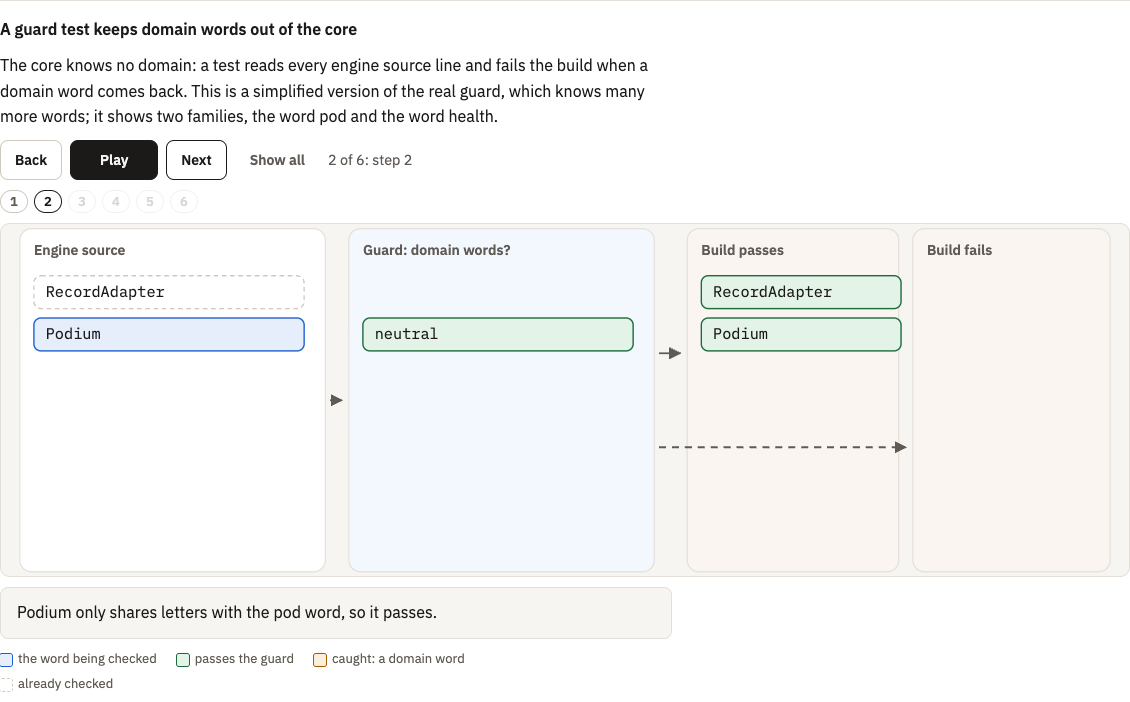 A guard test keeps domain words out of the core
The core knows no domain: a test reads every engine source line and fails the build when a
domain word comes back. This is a simplified version of the real guard, which knows many
more words; it shows two families, the word pod and the word health.
Back Play Next Show all 2 of 6: step 2
1 2 3 4 5 6
Engine source Guard: domain words? Build passes Build fails
RecordAdapter RecordAdapter
Podium neutral Podium
Podium only shares letters with the pod word, so it passes.
the word being checked passes the guard caught: a domain word
already checked